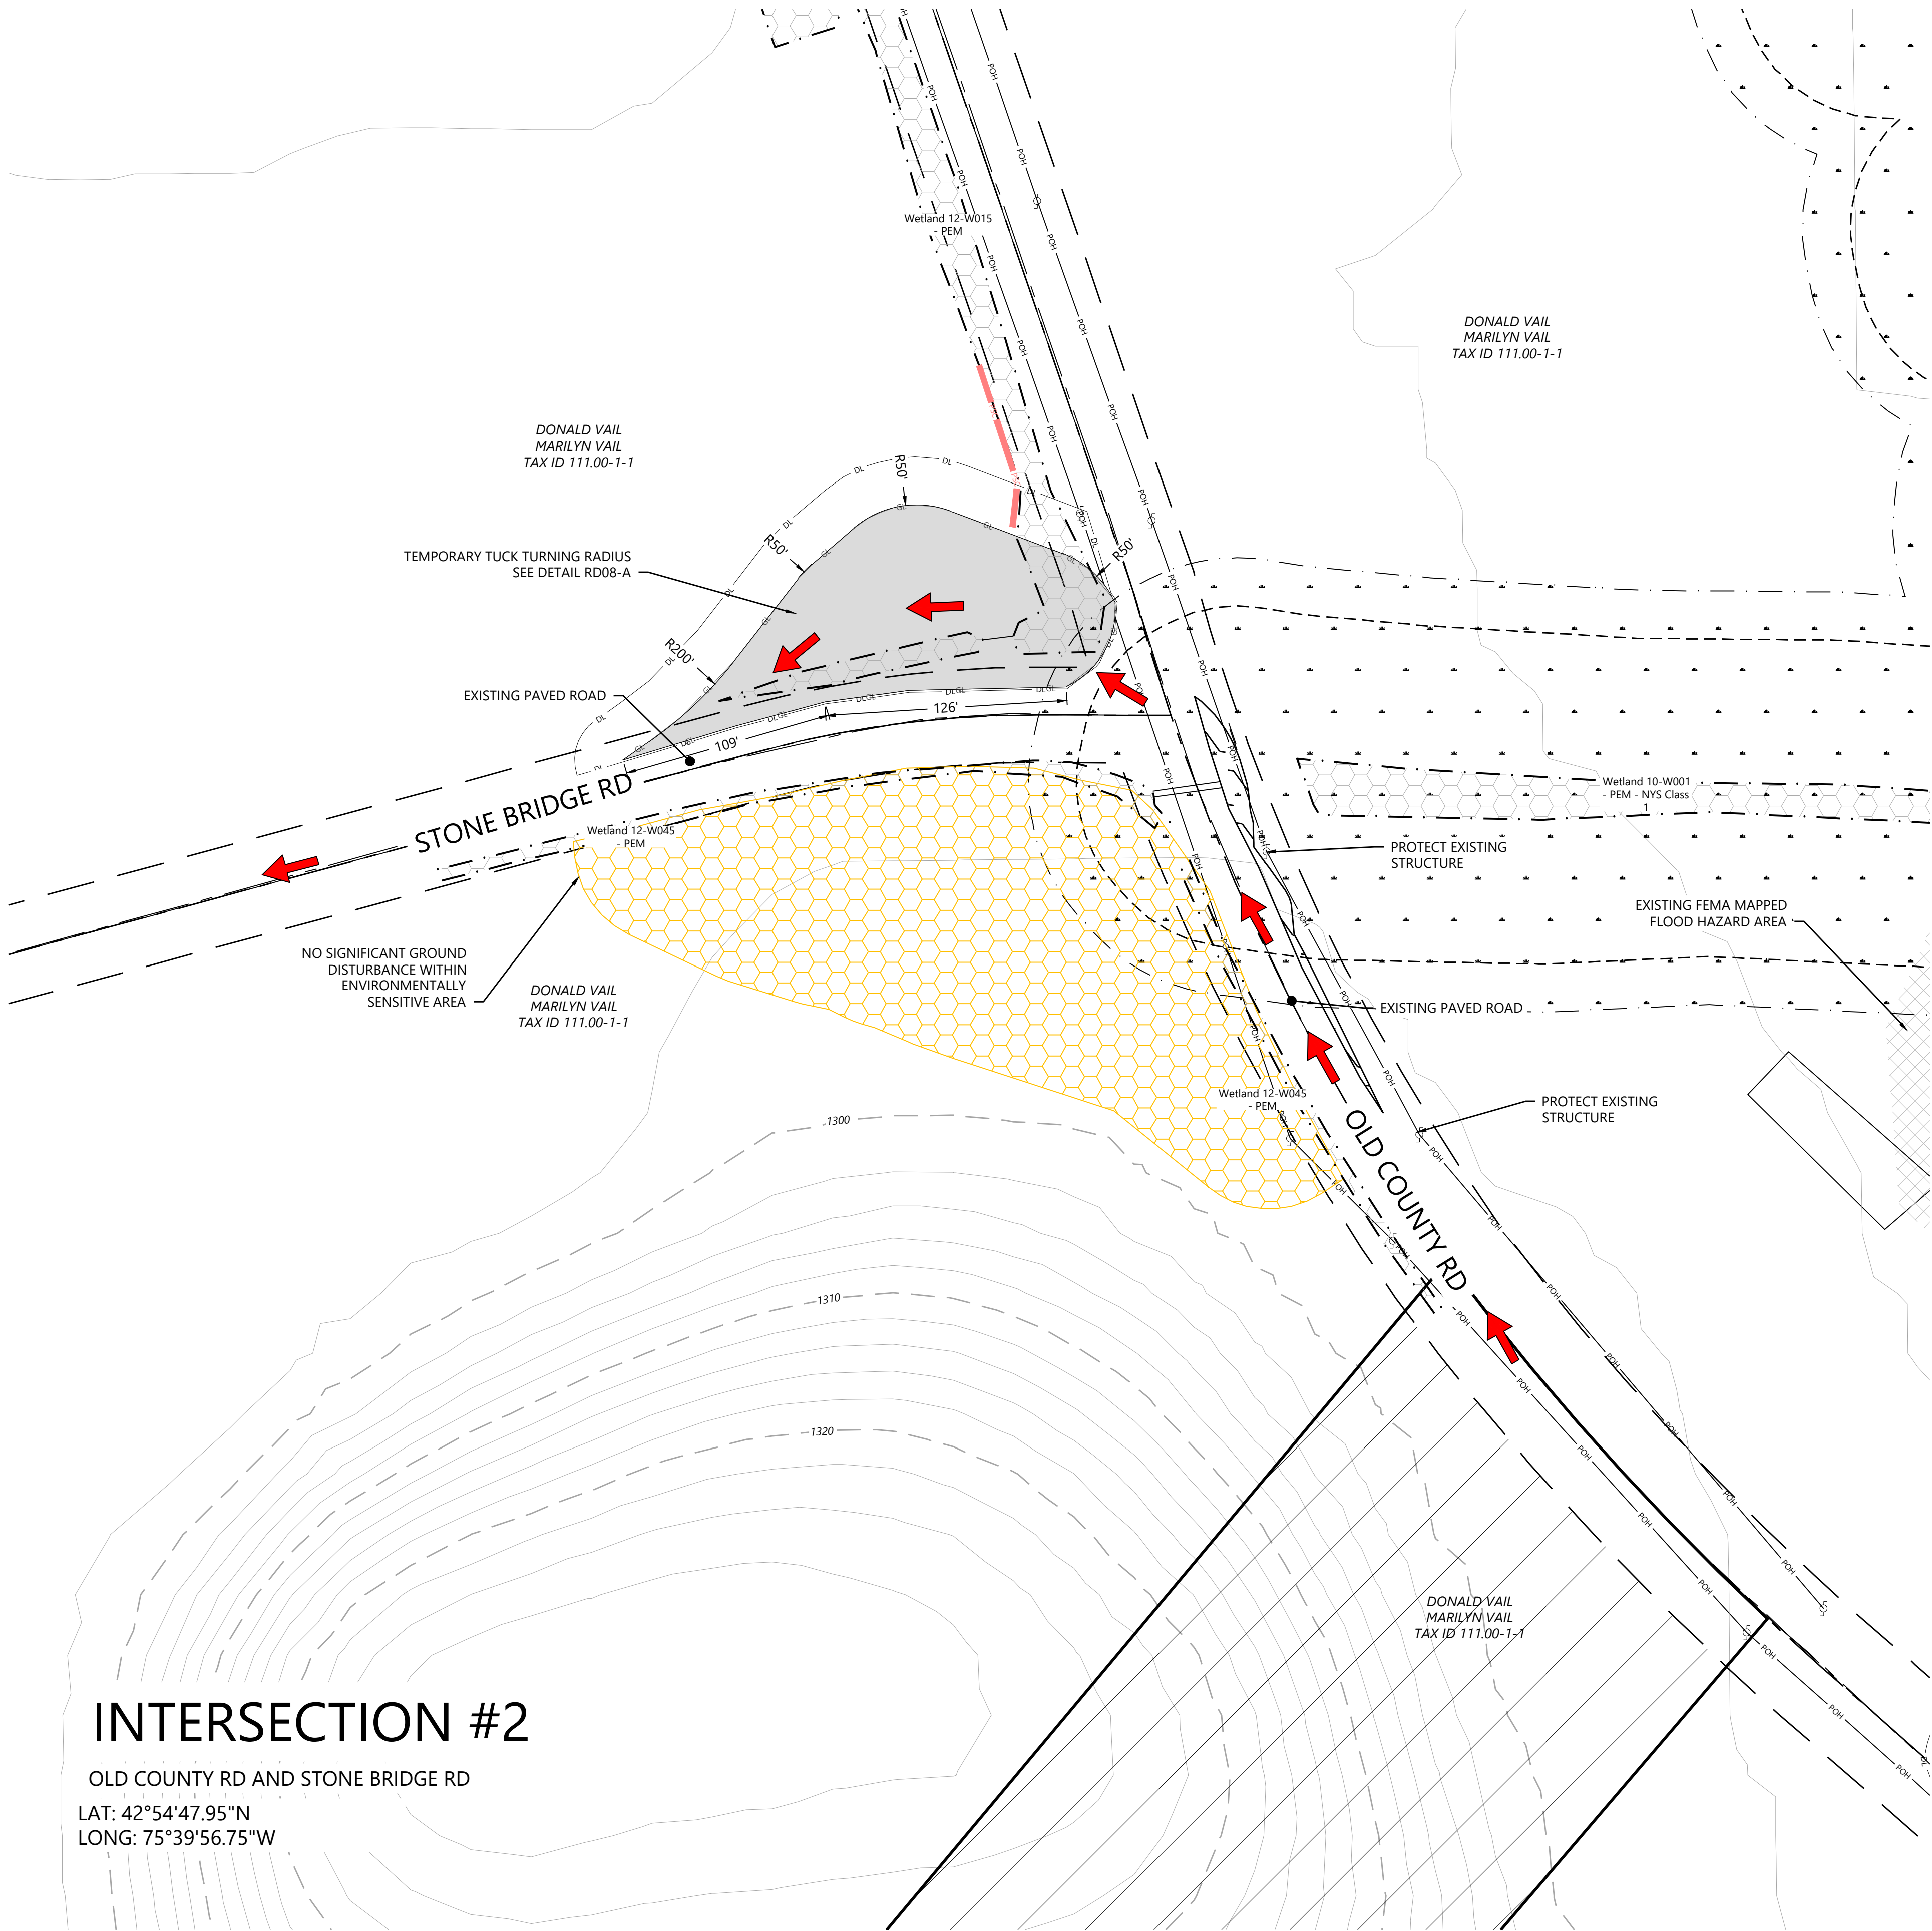 Wetland 12-W015
- PEM
DONALD VAIL
MARILYN VAIL
TAX ID 111.00-1-1
DONALD VAIL
MARILYN VAIL
TAX ID 111.00-1-1
R50'
R50'
R50'
R200'
TEMPORARY TUCK TURNING RADIUS
SEE DETAIL RD08-A
EXISTING PAVED ROAD
126'
109'
STONE BRIDGE RD
Wetland 12-W045
- PEM
Wetland 10-W001
- PEM - NYS Class
1
PROTECT EXISTING
STRUCTURE
EXISTING FEMA MAPPED
FLOOD HAZARD AREA
NO SIGNIFICANT GROUND
DISTURBANCE WITHIN
ENVIRONMENTALLY
SENSITIVE AREA
DONALD VAIL
MARILYN VAIL
TAX ID 111.00-1-1
EXISTING PAVED ROAD
Wetland 12-W045
- PEM
PROTECT EXISTING
STRUCTURE
OLD COUNTY RD
1300
1310
1320
POH
DL
GL
DONALD VAIL
MARILYN VAIL
TAX ID 111.00-1-1
INTERSECTION #2
OLD COUNTY RD AND STONE BRIDGE RD
LAT: 42°54'47.95"N
LONG: 75°39'56.75"W